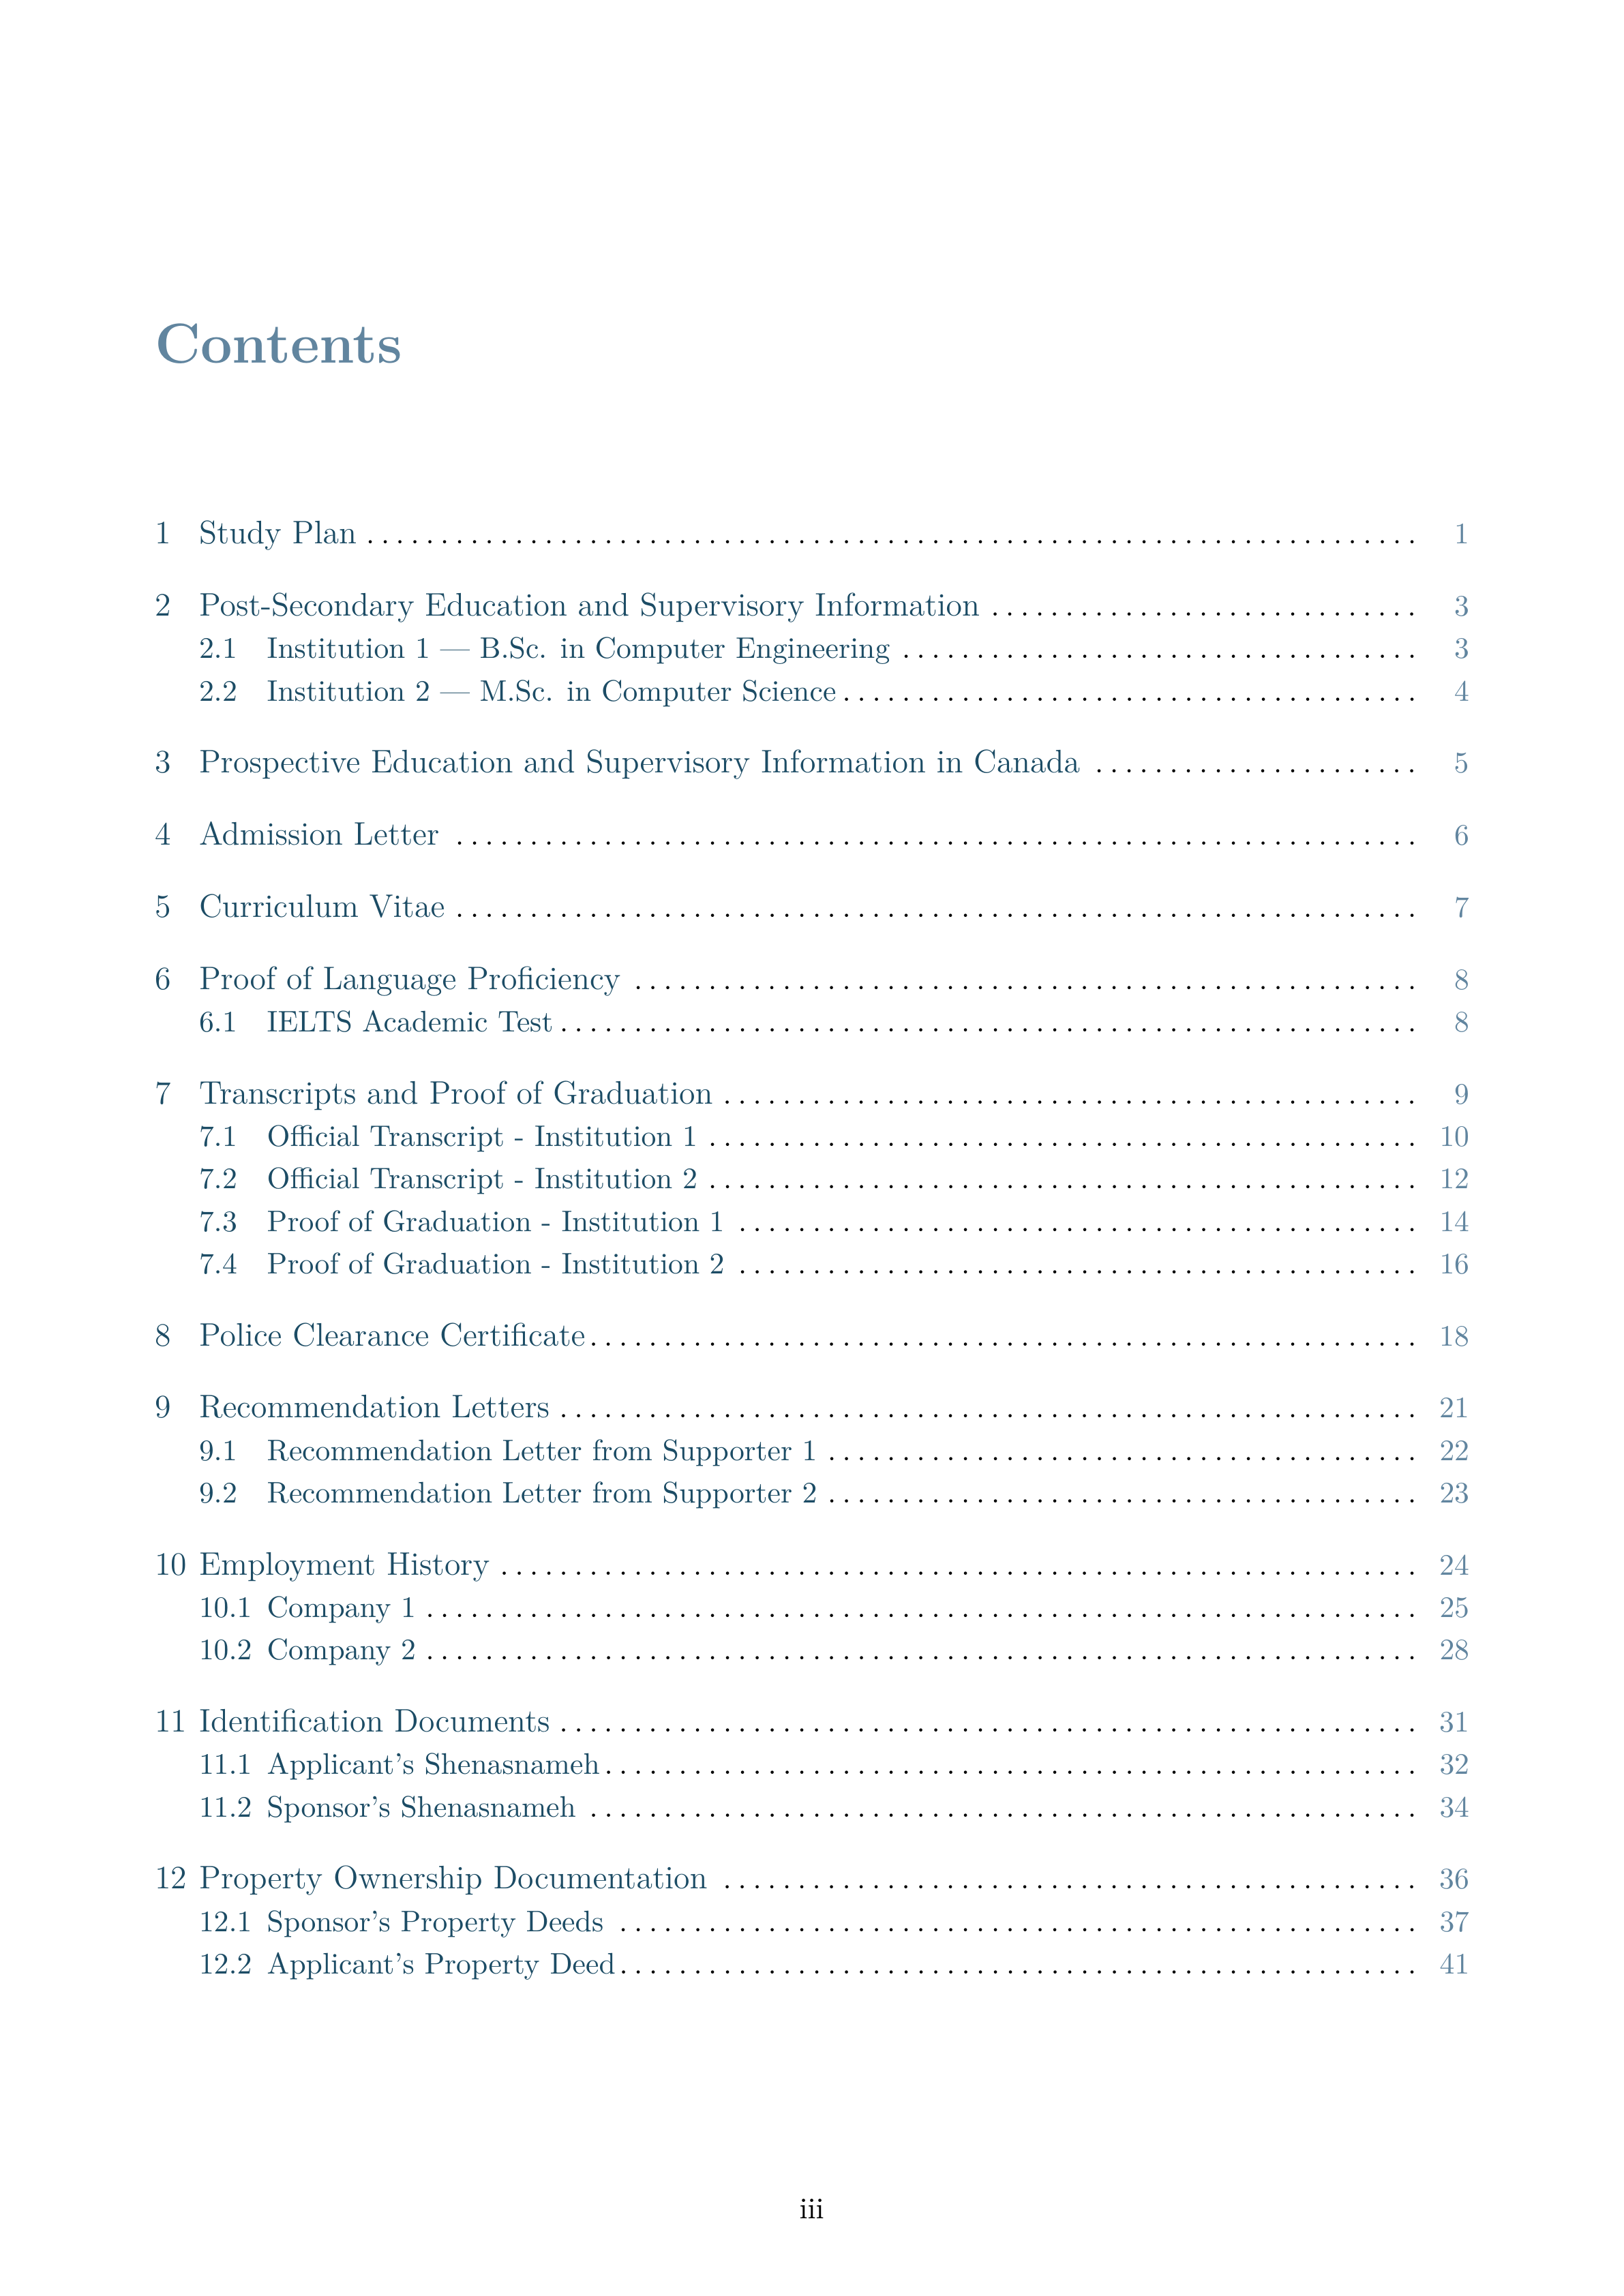 Contents
1 Study Plan . . . . . . . . . . . . . . . . . . . . 1
2 Post-Secondary Education and Supervisory Information . . . . . . . . . . . . . . . . . . . . 3
2.1 Institution 1 — B.Sc. in Computer Engineering . . . . . . . . . . . . . . . . . . . . 3
2.2 Institution 2 — M.Sc. in Computer Science . . . . . . . . . . . . . . . . . . . . 4
3 Prospective Education and Supervisory Information in Canada . . . . . . . . . . . . . . . . . . . . 5
4 Admission Letter . . . . . . . . . . . . . . . . . . . . 6
5 Curriculum Vitae . . . . . . . . . . . . . . . . . . . . 7
6 Proof of Language Proficiency . . . . . . . . . . . . . . . . . . . . 8
6.1 IELTS Academic Test . . . . . . . . . . . . . . . . . . . . 8
7 Transcripts and Proof of Graduation . . . . . . . . . . . . . . . . . . . . 9
7.1 Official Transcript - Institution 1 . . . . . . . . . . . . . . . . . . . . 10
7.2 Official Transcript - Institution 2 . . . . . . . . . . . . . . . . . . . . 12
7.3 Proof of Graduation - Institution 1 . . . . . . . . . . . . . . . . . . . . 14
7.4 Proof of Graduation - Institution 2 . . . . . . . . . . . . . . . . . . . . 16
8 Police Clearance Certificate . . . . . . . . . . . . . . . . . . . . 18
9 Recommendation Letters . . . . . . . . . . . . . . . . . . . . 21
9.1 Recommendation Letter from Supporter 1 . . . . . . . . . . . . . . . . . . . . 22
9.2 Recommendation Letter from Supporter 2 . . . . . . . . . . . . . . . . . . . . 23
10 Employment History . . . . . . . . . . . . . . . . . . . . 24
10.1 Company 1 . . . . . . . . . . . . . . . . . . . . 25
10.2 Company 2 . . . . . . . . . . . . . . . . . . . . 28
11 Identification Documents . . . . . . . . . . . . . . . . . . . . 31
11.1 Applicant's Shenasnameh . . . . . . . . . . . . . . . . . . . . 32
11.2 Sponsor's Shenasnameh . . . . . . . . . . . . . . . . . . . . 34
12 Property Ownership Documentation . . . . . . . . . . . . . . . . . . . . 36
12.1 Sponsor's Property Deeds . . . . . . . . . . . . . . . . . . . . 37
12.2 Applicant's Property Deed . . . . . . . . . . . . . . . . . . . . 41
iii